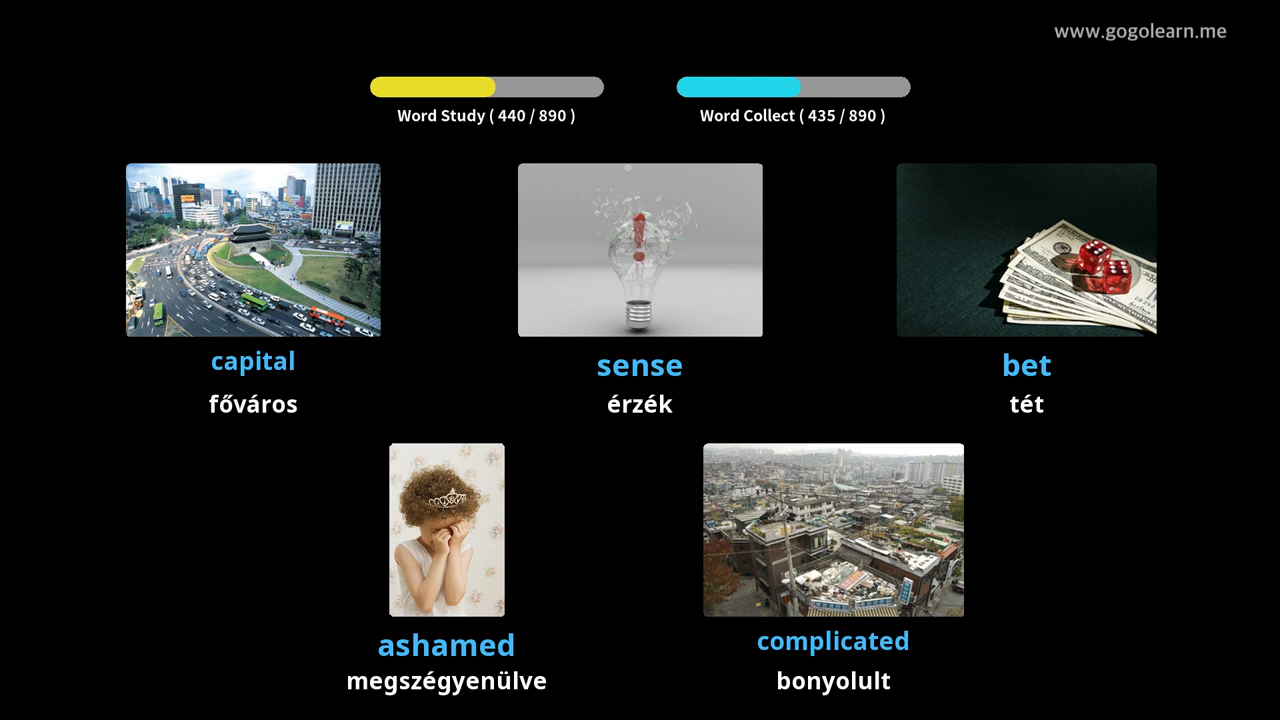 www.gogolearn.me
Word Study ( 440 / 890 )
Word Collect ( 435 / 890 )
capital
főváros
sense
érzék
bet
tét
ashamed
megszégyenülve
complicated
bonyolult